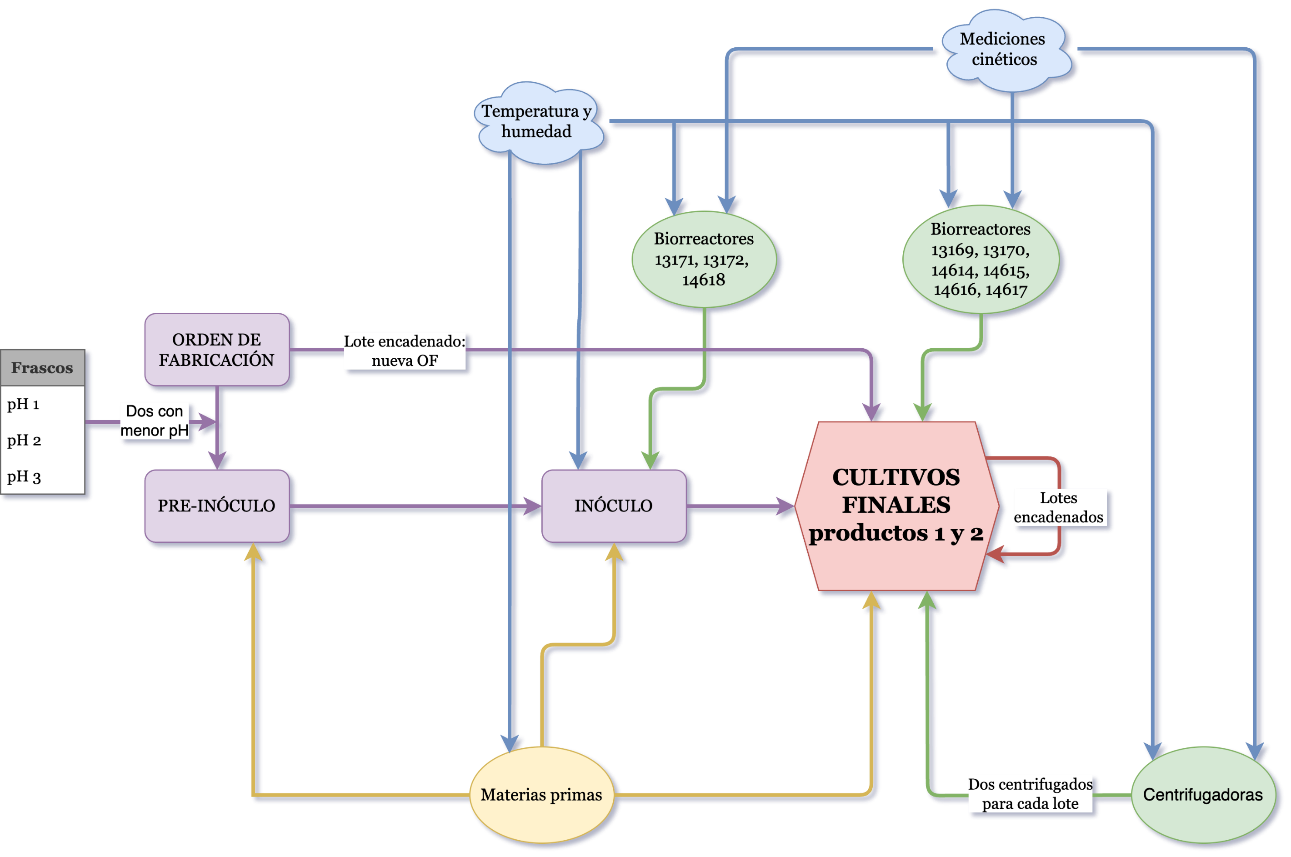 Mediciones
cinéticos
Temperatura y
humedad
Biorreactores
13171, 13172,
14618
Biorreactores
13169, 13170,
14614, 14615,
14616, 14617
ORDEN DE
FABRICACIÓN
Lote encadenado:
nueva OF
Frascos
pH 1
pH 2
pH 3
Dos con
menor pH
PRE-INÓCULO
INÓCULO
CULTIVOS
FINALES
productos 1 y 2
Lotes
encadenados
Materias primas
Dos centrifugados
para cada lote
Centrifugadoras